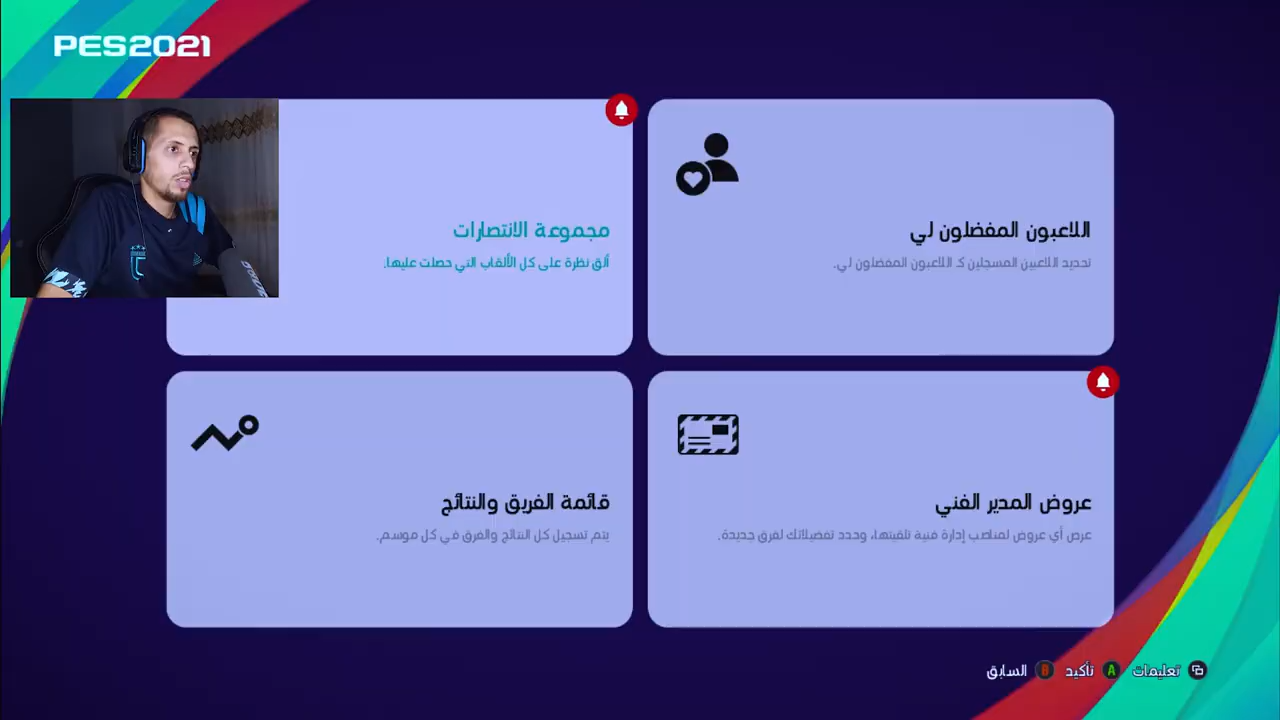 PES2021
اللاعبون المفضلون لي
تحديد اللاعبين المسجلين كـ اللاعبون المفضلون لي.
مجموعة الانتصارات
ألق نظرة على كل الألقاب التي حصلت عليها.
عروض المدير الفني
عرض أي عروض لمناصب إدارة فنية تلقيتها، وحدد تفضيلاتك لفرق جديدة.
قائمة الفريق والنتائج
يتم تسجيل كل النتائج والفرق في كل موسم.
تعليمات A تأكيد B السابق